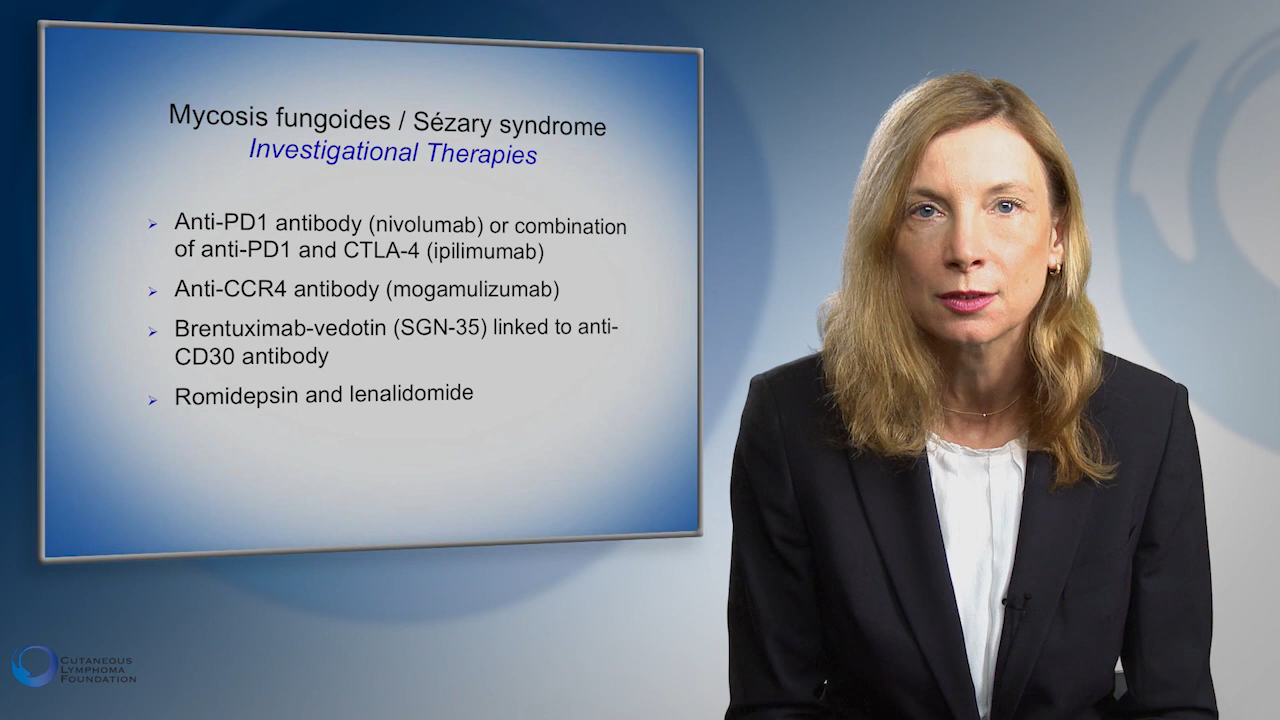 Mycosis fungoides / Sézary syndrome
Investigational Therapies
Anti-PD1 antibody (nivolumab) or combination
of anti-PD1 and CTLA-4 (ipilimumab)
Anti-CCR4 antibody (mogamulizumab)
Brentuximab-vedotin (SGN-35) linked to anti-
CD30 antibody
Romidepsin and lenalidomide
CUTANEOUS
LYMPHOMA
FOUNDATION